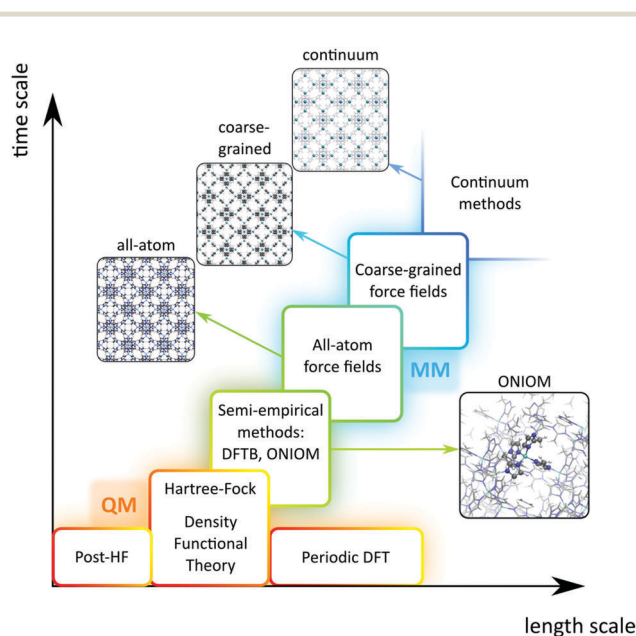 continuum
time scale
coarse-
grained
Continuum
methods
all-atom
Coarse-grained
force fields
All-atom
force fields
MM
ONIOM
Semi-empirical
methods:
DFTB, ONIOM
Hartree-Fock
QM
Density
Functional
Theory
Post-HF
Periodic DFT
length scale